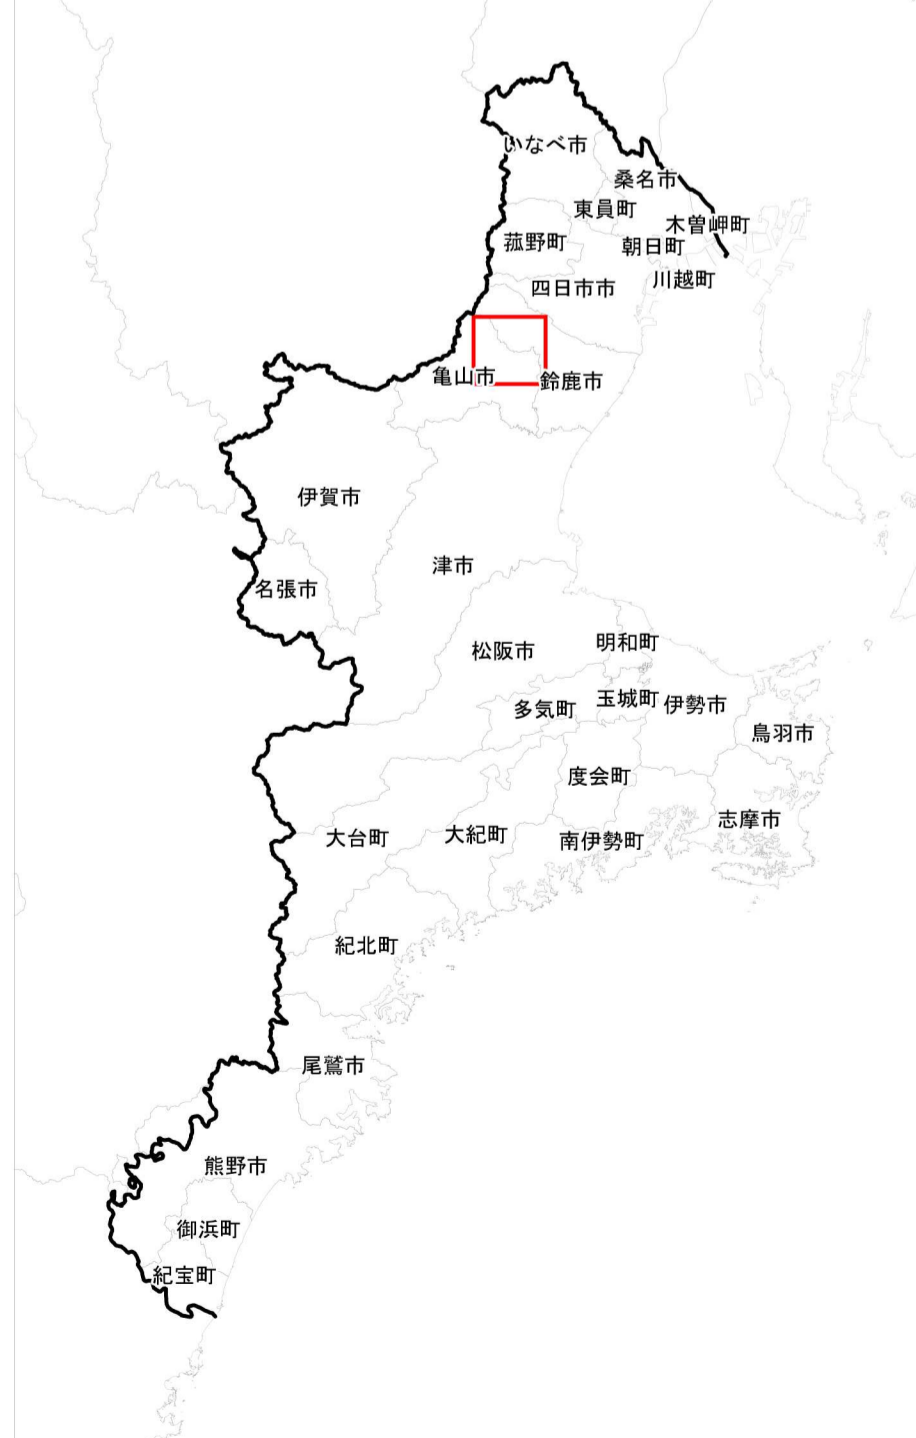 いなべ市
桑名市
東員町
木曽岬町
菰野町
朝日町
川越町
四日市市
亀山市
鈴鹿市
伊賀市
津市
名張市
松阪市
明和町
多気町
玉城町
伊勢市
鳥羽市
度会町
志摩市
大台町
大紀町
南伊勢町
紀北町
尾鷲市
熊野市
御浜町
紀宝町